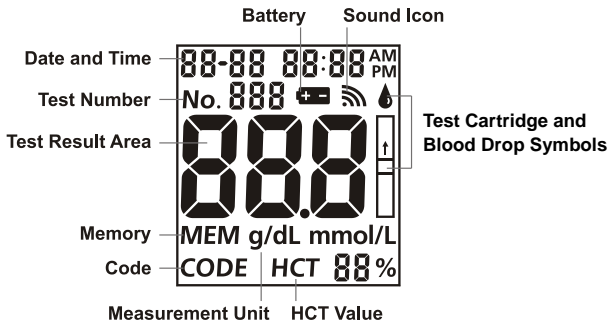 Battery Sound Icon
Date and Time 88-88 88:88 AM
PM
Test Number No. 888
Test Cartridge and
Blood Drop Symbols
Test Result Area 88.8
Memory MEM g/dL mmol/L
Code CODE HCT 88%
Measurement Unit HCT Value